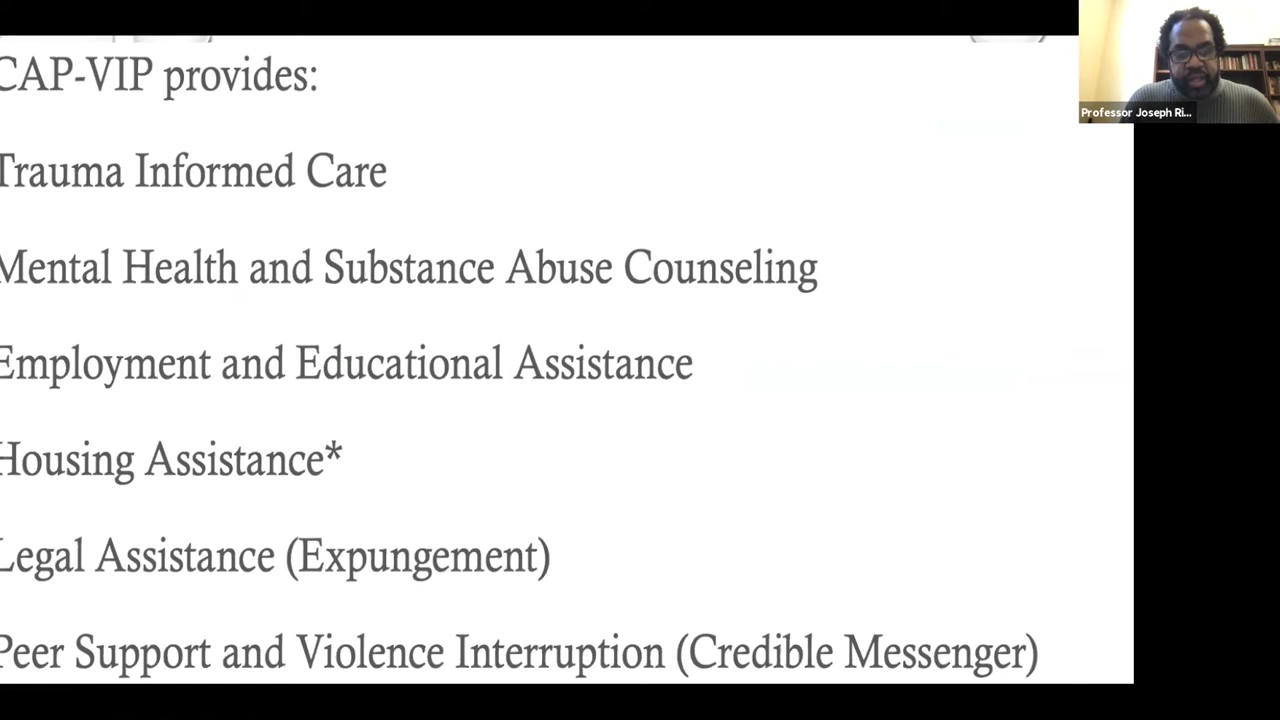 CAP-VIP provides:
Trauma Informed Care
Mental Health and Substance Abuse Counseling
Employment and Educational Assistance
Housing Assistance*
Legal Assistance (Expungement)
Peer Support and Violence Interruption (Credible Messenger)
Professor Joseph Ri...